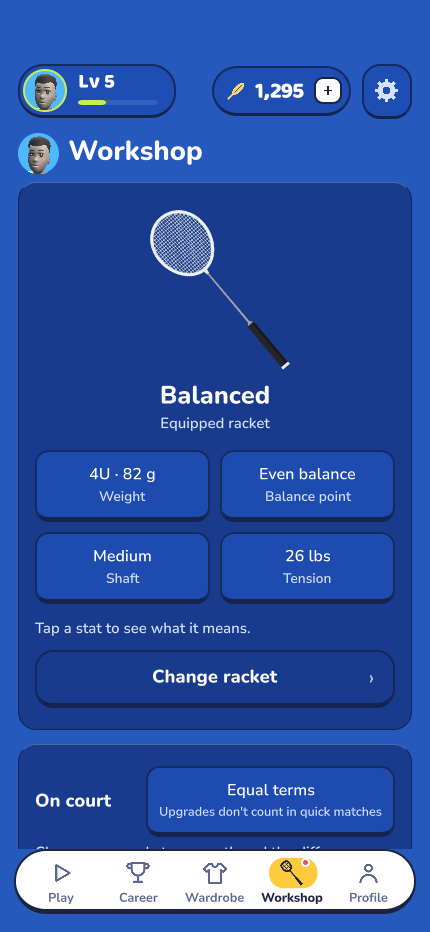 Lv 5
1,295
+
Workshop
Balanced
Equipped racket
4U · 82 g
Weight
Even balance
Balance point
Medium
Shaft
26 lbs
Tension
Tap a stat to see what it means.
Change racket ›
On court
Equal terms
Upgrades don't count in quick matches
Play
Career
Wardrobe
Workshop
Profile